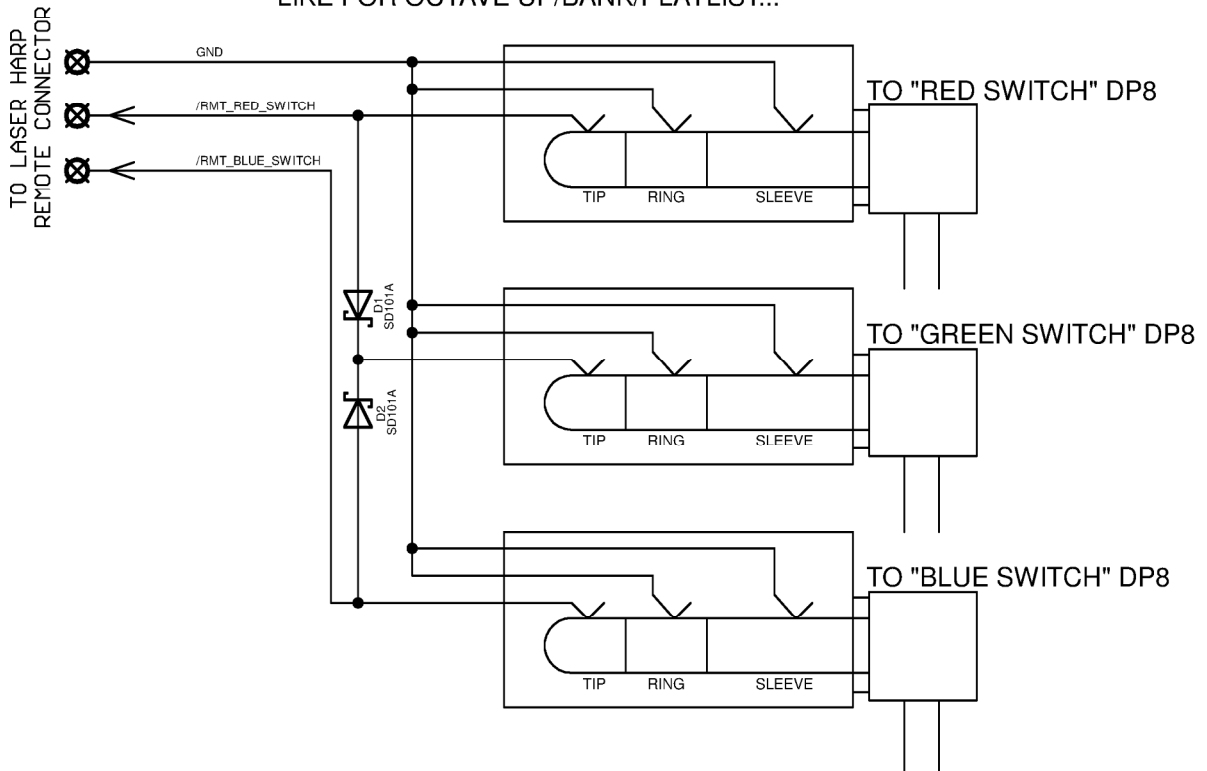 TO LASER HARP
REMOTE CONNECTOR
GND
/RMT_RED_SWITCH
/RMT_BLUE_SWITCH
TO "RED SWITCH" DP8
TIP RING SLEEVE
D1
SD101A
TO "GREEN SWITCH" DP8
TIP RING SLEEVE
D2
SD101A
TO "BLUE SWITCH" DP8
TIP RING SLEEVE